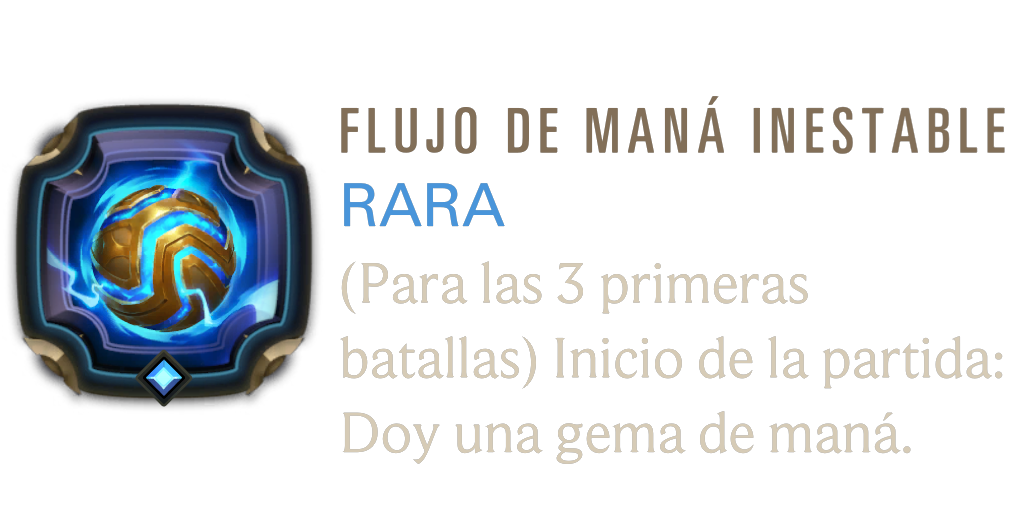 FLUJO DE MANÁ INESTABLE
RARA
(Para las 3 primeras
batallas) Inicio de la partida:
Doy una gema de maná.